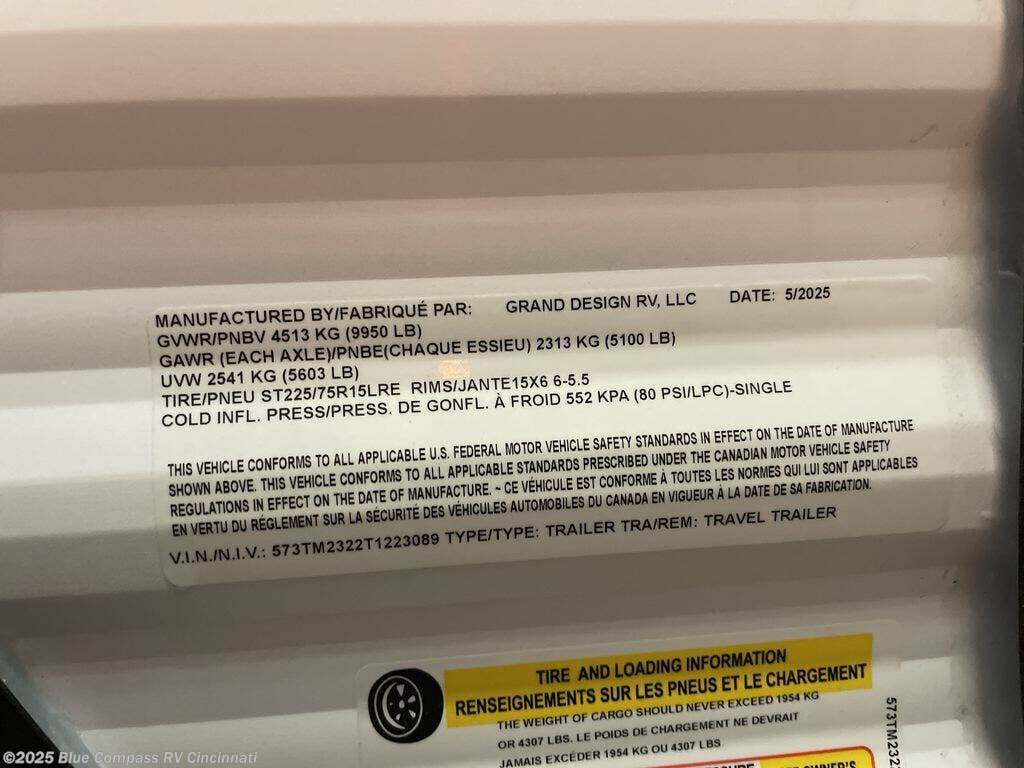 MANUFACTURED BY/FABRIQUÉ PAR: GRAND DESIGN RV, LLC DATE: 5/2025
GVWR/PNBV 4513 KG (9950 LB)
GAWR (EACH AXLE)/PNBE(CHAQUE ESSIEU) 2313 KG (5100 LB)
UVW 2541 KG (5603 LB)
TIRE/PNEU ST225/75R15LRE RIMS/JANTE15X6 6-5.5
COLD INFL. PRESS/PRESS. DE GONFL. À FROID 552 KPA (80 PSI/LPC)-SINGLE
THIS VEHICLE CONFORMS TO ALL APPLICABLE U.S. FEDERAL MOTOR VEHICLE SAFETY STANDARDS IN EFFECT ON THE DATE OF MANUFACTURE
SHOWN ABOVE. THIS VEHICLE CONFORMS TO ALL APPLICABLE STANDARDS PRESCRIBED UNDER THE CANADIAN MOTOR VEHICLE SAFETY
REGULATIONS IN EFFECT ON THE DATE OF MANUFACTURE. ~ CE VÉHICULE EST CONFORME À TOUTES LES NORMES QUI LUI SONT APPLICABLES
EN VERTU DU RÉGLEMENT SUR LA SÉCURITÉ DES VÉHICULES AUTOMOBILES DU CANADA EN VIGUEUR À LA DATE DE SA FABRICATION.
V.I.N./N.I.V.: 573TM2322T1223089 TYPE/TYPE: TRAILER TRA/REM: TRAVEL TRAILER
TIRE AND LOADING INFORMATION
RENSEIGNEMENTS SUR LES PNEUS ET LE CHARGEMENT
THE WEIGHT OF CARGO SHOULD NEVER EXCEED 1954 KG
OR 4307 LBS. LE POIDS DE CHARGEMENT NE DEVRAIT
JAMAIS EXCÉDER 1954 KG OU 4307 LBS
573TM232
OWNER'S
©2025 Blue Compass RV Cincinnati